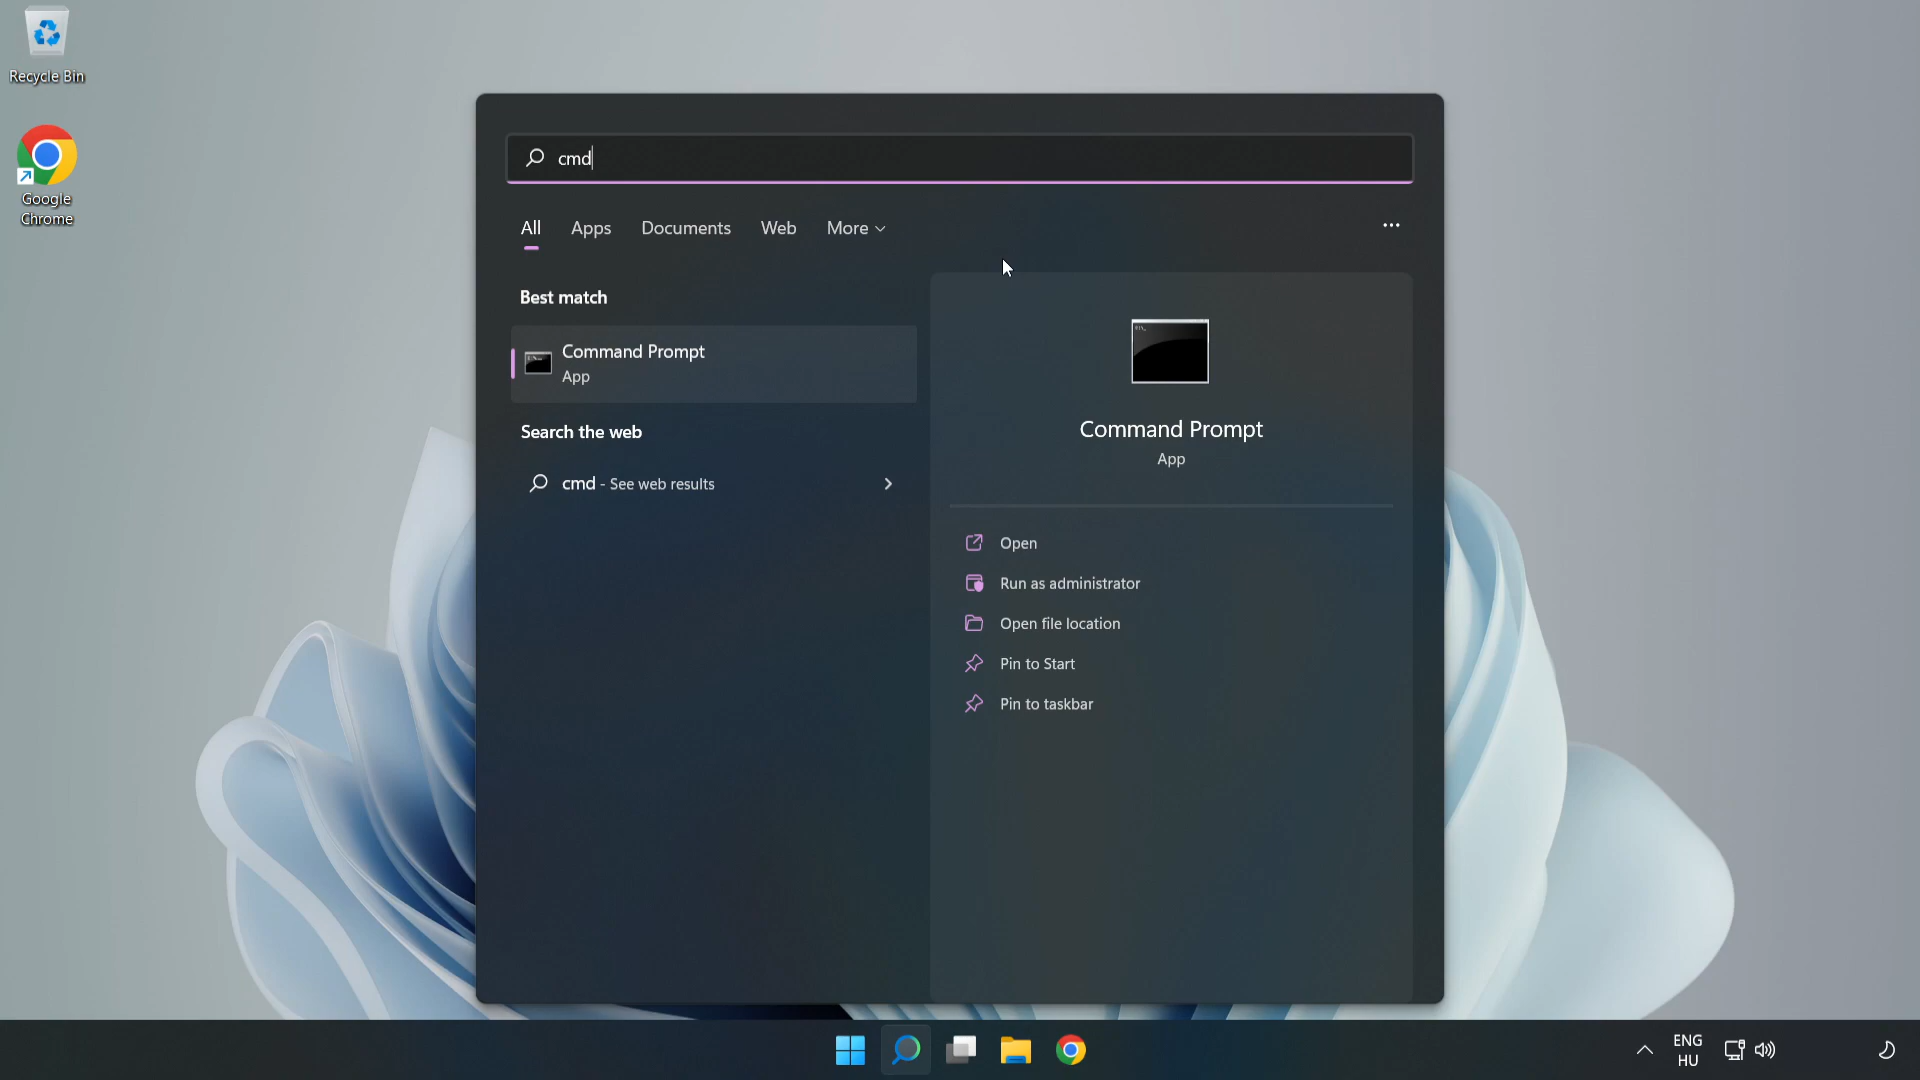 Recycle Bin
Google
Chrome
cmd
All Apps Documents Web More
Best match
Command Prompt
App
Search the web
cmd - See web results
Command Prompt
App
Open
Run as administrator
Open file location
Pin to Start
Pin to taskbar
ENG
HU